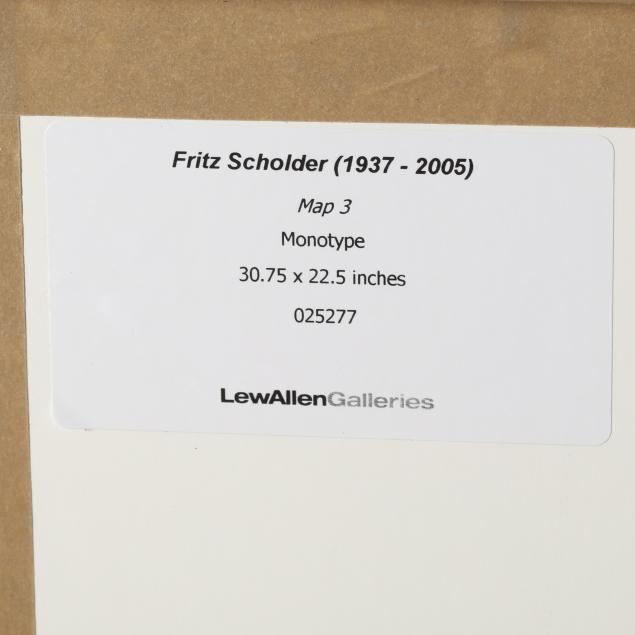 Fritz Scholder (1937 - 2005)
Map 3
Monotype
30.75 x 22.5 inches
025277
LewAllenGalleries